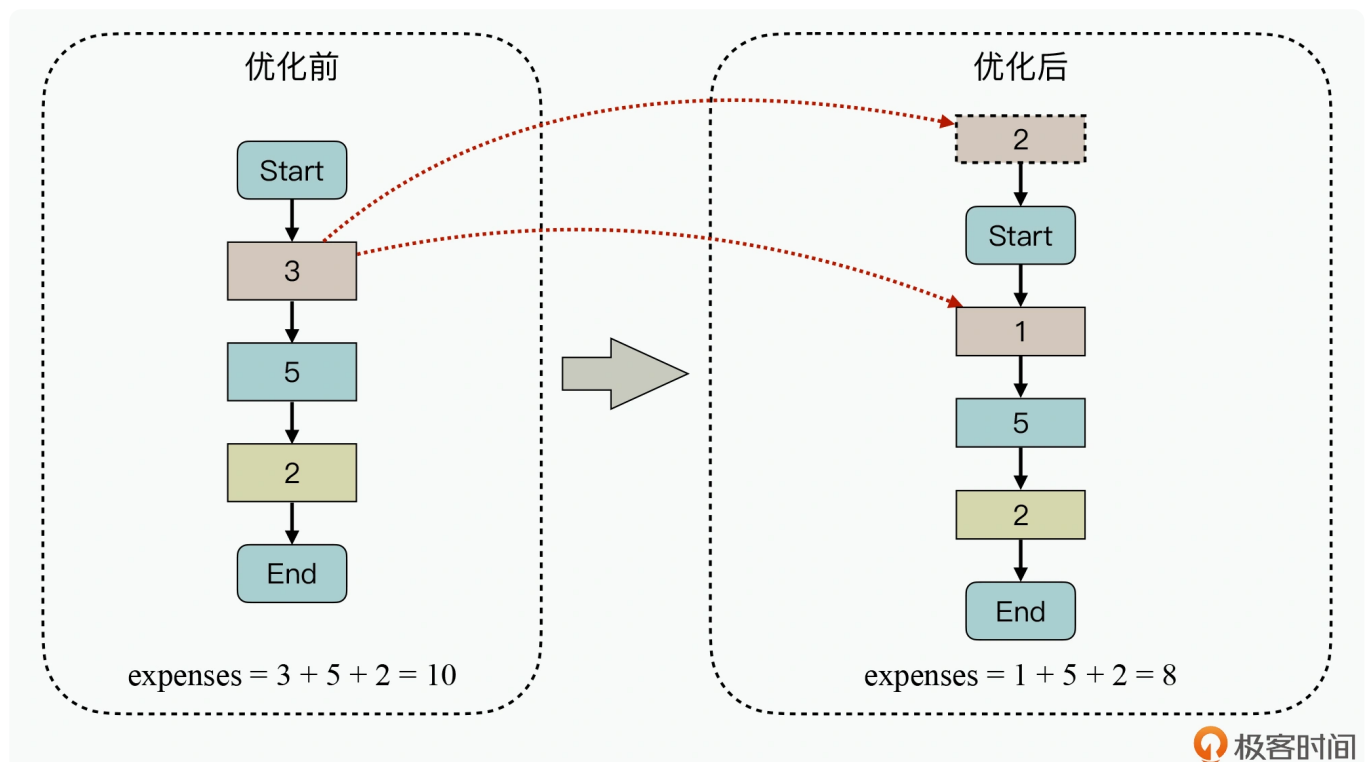 优化前
Start
3
5
2
End
expenses = 3 + 5 + 2 = 10
优化后
2
Start
1
5
2
End
expenses = 1 + 5 + 2 = 8
极客时间